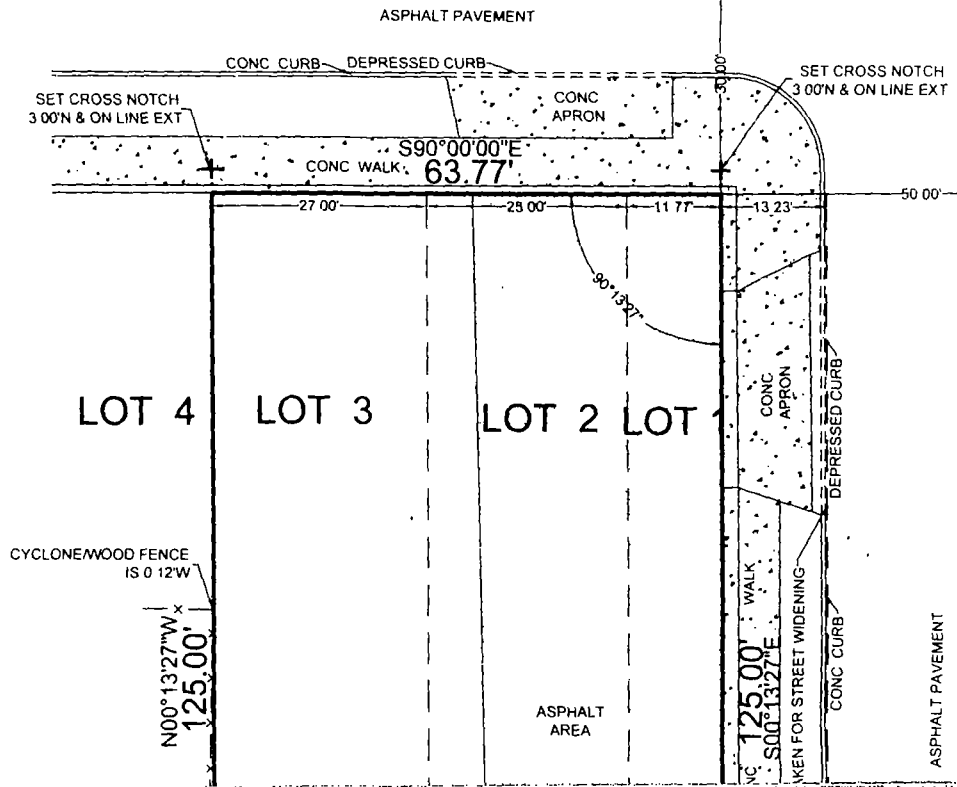 ASPHALT PAVEMENT
CONC CURB
DEPRESSED CURB
30.00'
SET CROSS NOTCH
3 00'N & ON LINE EXT
SET CROSS NOTCH
3 00'N & ON LINE EXT
CONC
APRON
S90°00'00"E
CONC WALK
63.77'
27 00'
11 77'
13 23'
50 00'
90°13'27"
LOT 4
LOT 3
LOT 2
LOT 1
CONC
APRON
DEPRESSED CURB
CYCLONE/WOOD FENCE
IS 0 12'W
N00°13'27"W
125.00'
ASPHALT
AREA
NC WALK
125.00'
S00°13'27"E
KEN FOR STREET WIDENING
CONC CURB
ASPHALT PAVEMENT